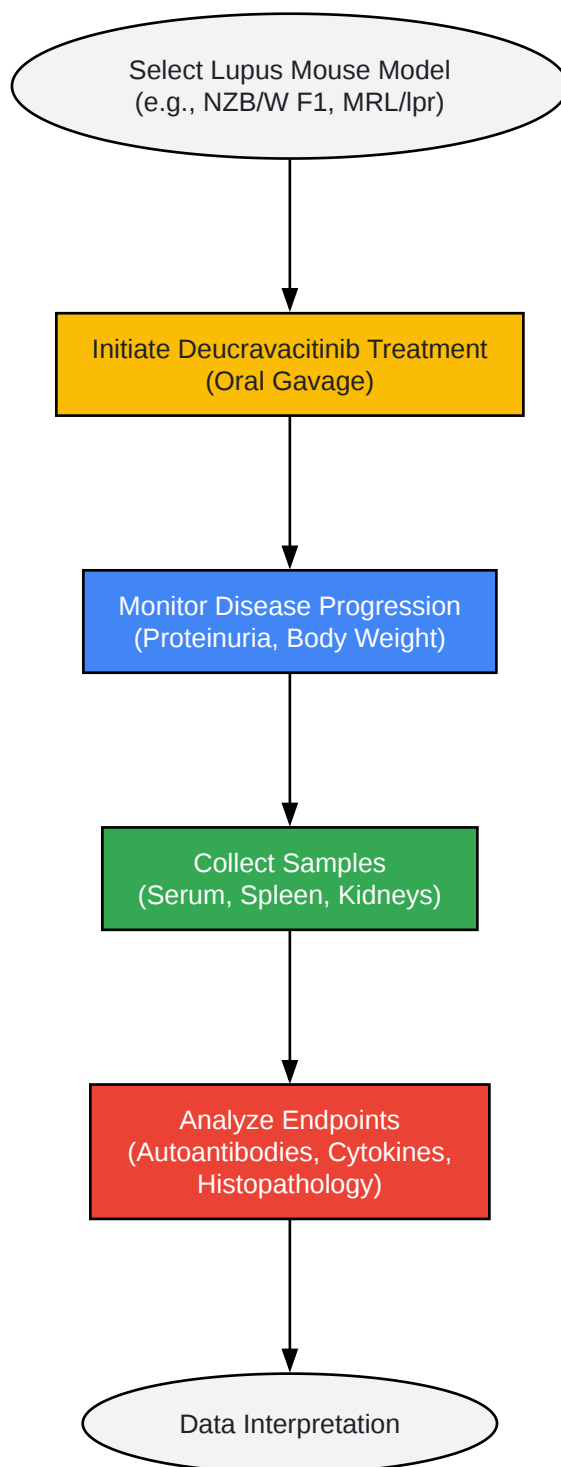 Select Lupus Mouse Model
(e.g., NZB/W F1, MRL/lpr)
Initiate Deucravacitinib Treatment
(Oral Gavage)
Monitor Disease Progression
(Proteinuria, Body Weight)
Collect Samples
(Serum, Spleen, Kidneys)
Analyze Endpoints
(Autoantibodies, Cytokines,
Histopathology)
Data Interpretation